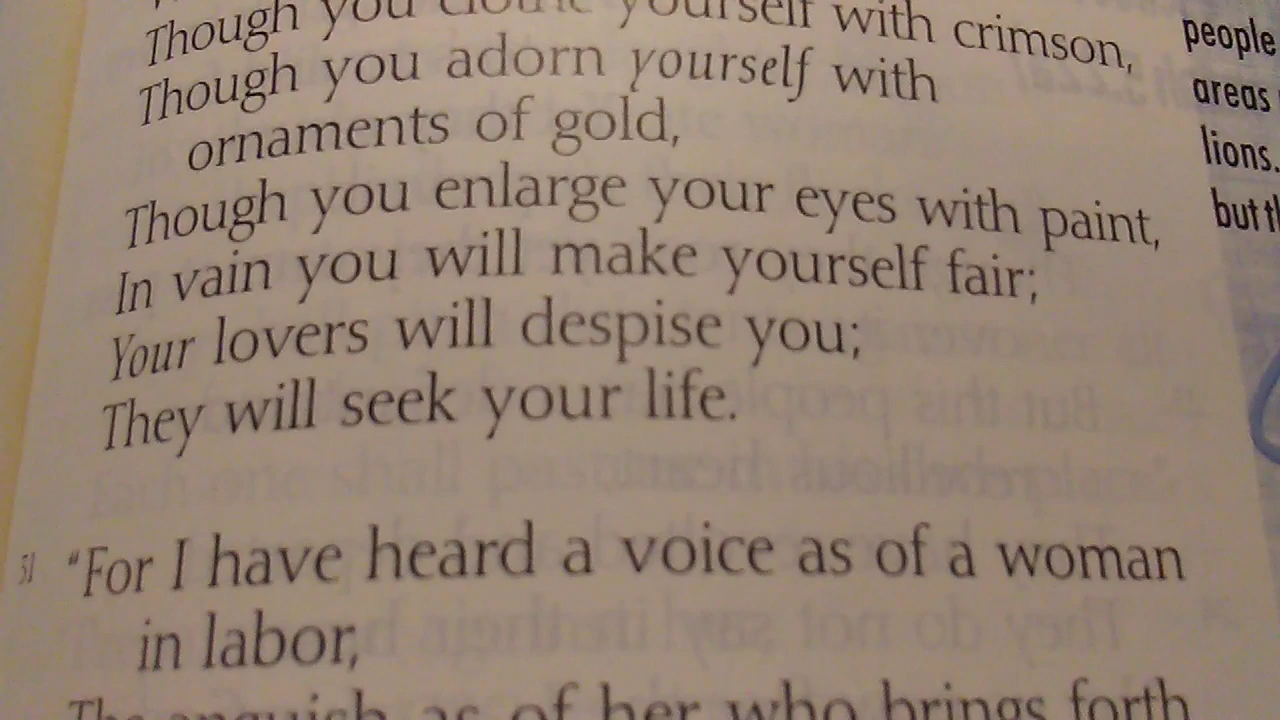 Though you clothe yourself with crimson,
Though you adorn yourself with
ornaments of gold,
Though you enlarge your eyes with paint,
In vain you will make yourself fair;
Your lovers will despise you;
They will seek your life.
31 "For I have heard a voice as of a woman
in labor,
The anguish as of her who brings forth
people
areas
lions.
but